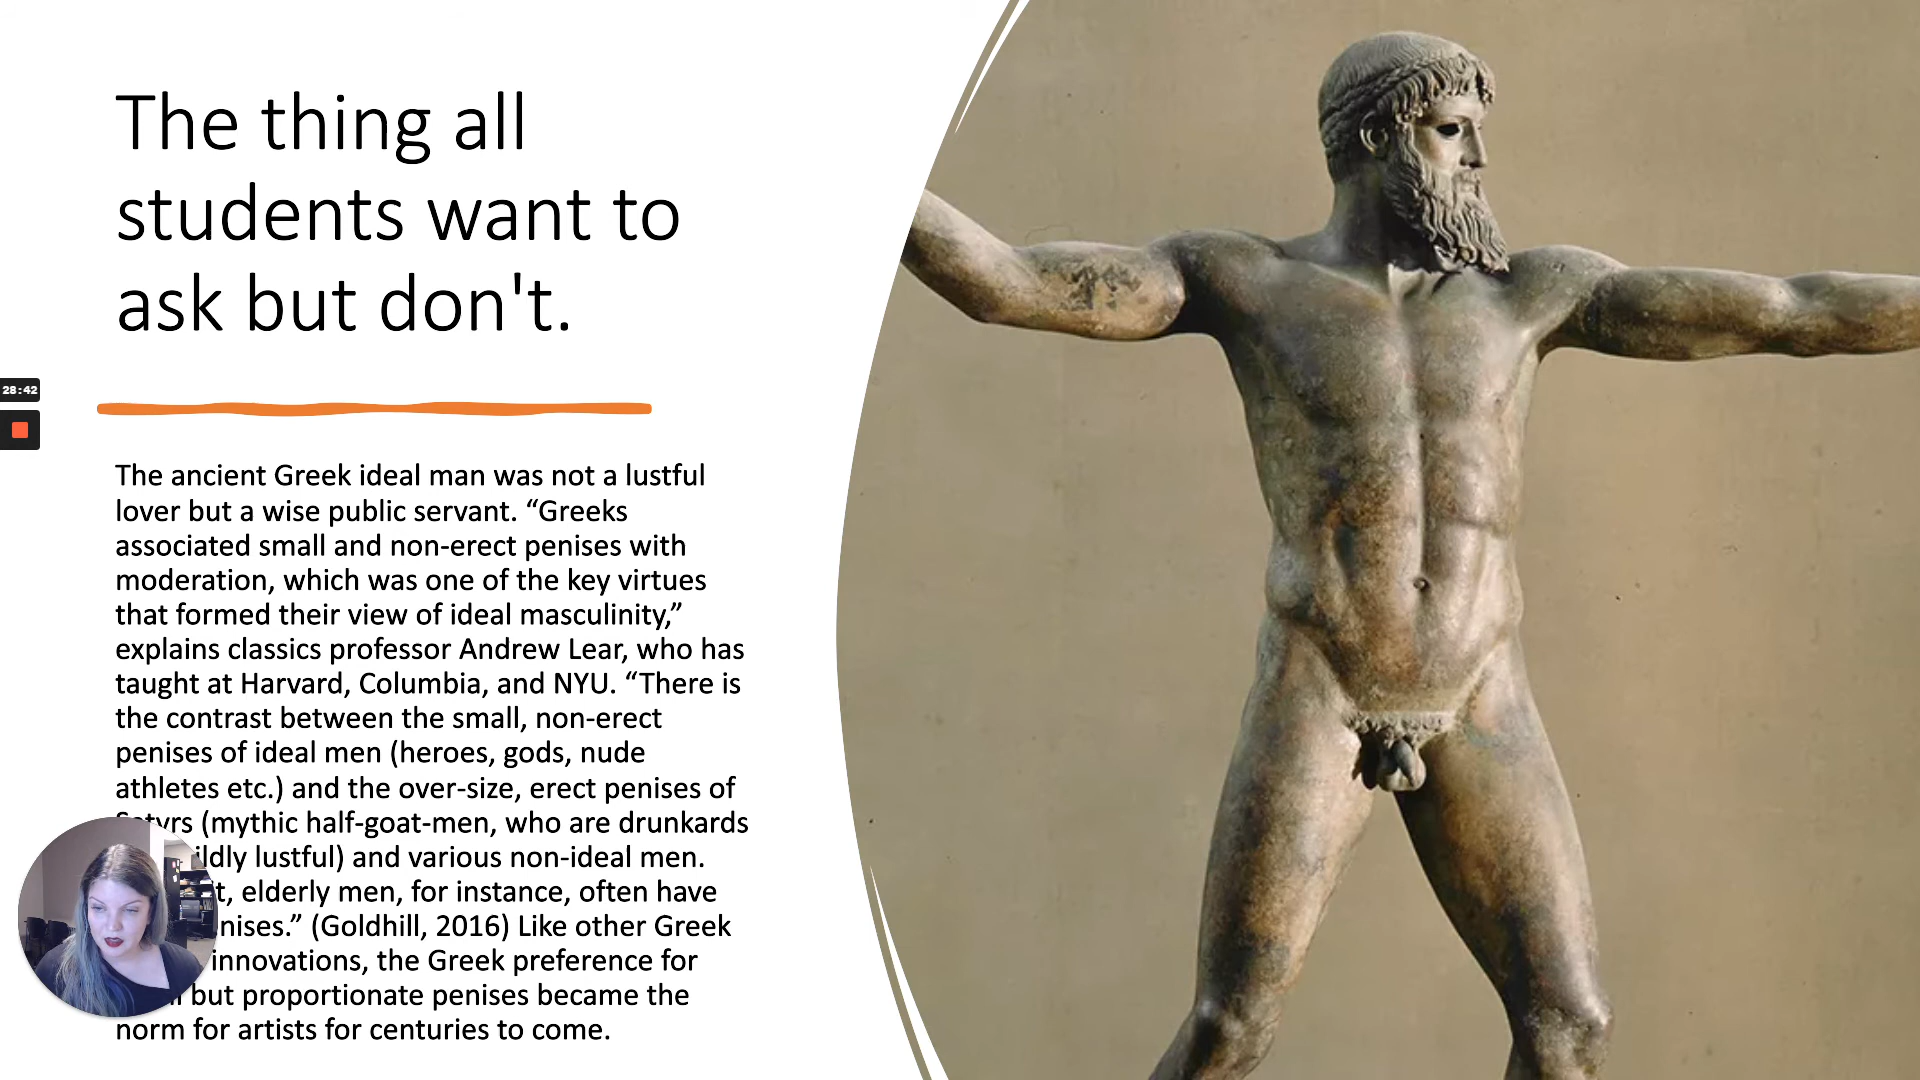 The thing all
students want to
ask but don't.
28:42
The ancient Greek ideal man was not a lustful
lover but a wise public servant. “Greeks
associated small and non-erect penises with
moderation, which was one of the key virtues
that formed their view of ideal masculinity,”
explains classics professor Andrew Lear, who has
taught at Harvard, Columbia, and NYU. “There is
the contrast between the small, non-erect
penises of ideal men (heroes, gods, nude
athletes etc.) and the over-size, erect penises of
Satyrs (mythic half-goat-men, who are drunkards
lustful) and various non-ideal men.
elderly men, for instance, often have
(Goldhill, 2016) Like other Greek
innovations, the Greek preference for
but proportionate penises became the
norm for artists for centuries to come.